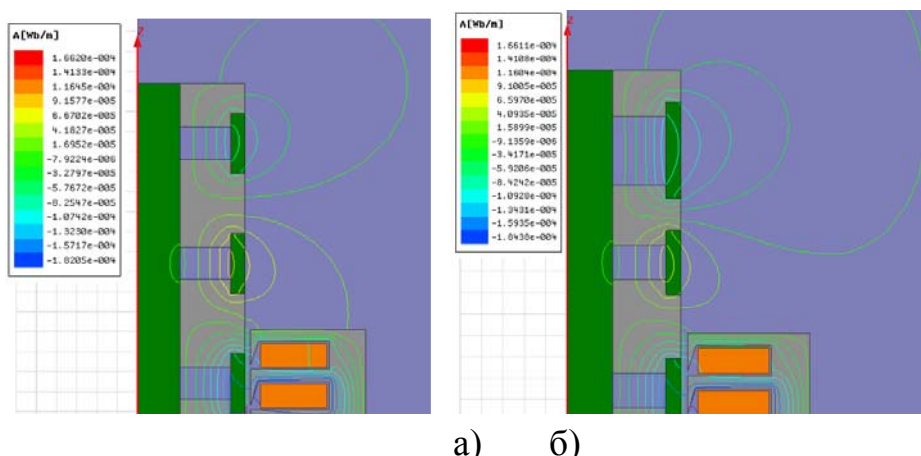 A[Wb/m]
1.6620e-004
1.4133e-004
1.1645e-004
9.1577e-005
6.6702e-005
4.1827e-005
1.6952e-005
-7.9224e-006
-3.2797e-005
-5.7672e-005
-8.2547e-005
-1.0742e-004
-1.3230e-004
-1.5717e-004
-1.8205e-004
Z
A[Wb/m]
1.6611e-004
1.4108e-004
1.1604e-004
9.1005e-005
6.5970e-005
4.0935e-005
1.5899e-005
-9.1359e-006
-3.4171e-005
-5.9206e-005
-8.4242e-005
-1.0928e-004
-1.3431e-004
-1.5935e-004
-1.8438e-004
Z
а) б)